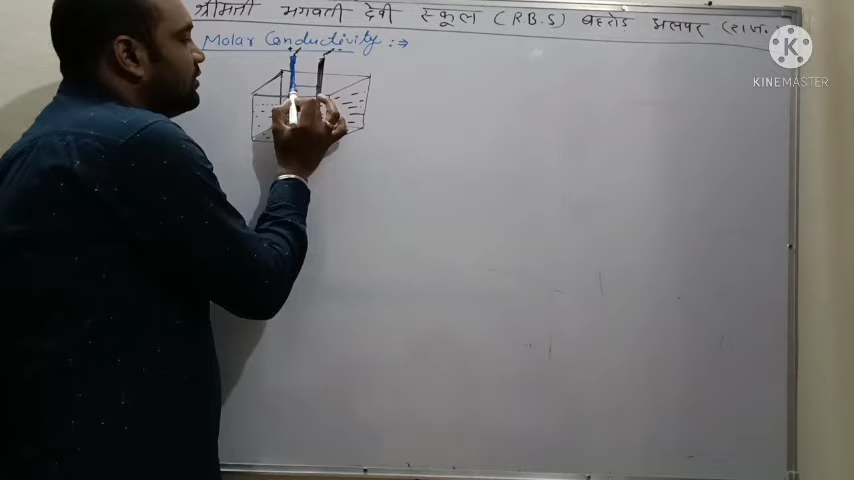 श्रीमती भगवती देवी स्कूल (R.B.S) बहरोड़ अलवर (राज.)
Molar Conductivity :⇒
KINEMASTER